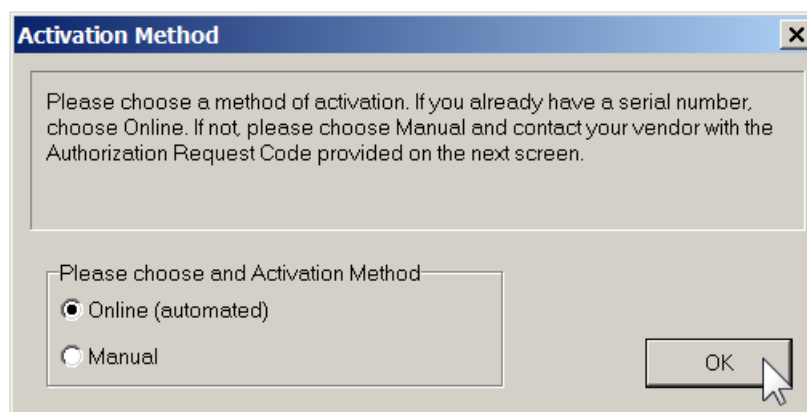 Activation Method
Please choose a method of activation. If you already have a serial number,
choose Online. If not, please choose Manual and contact your vendor with the
Authorization Request Code provided on the next screen.
Please choose and Activation Method
Online (automated)
Manual
OK